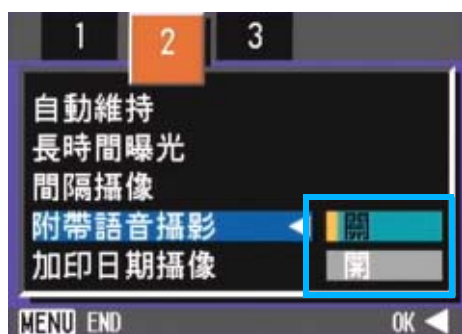 1 2 3
自動維持
長時間曝光
間隔攝像
附帶語音攝影 關
加印日期攝像 開
MENU END OK